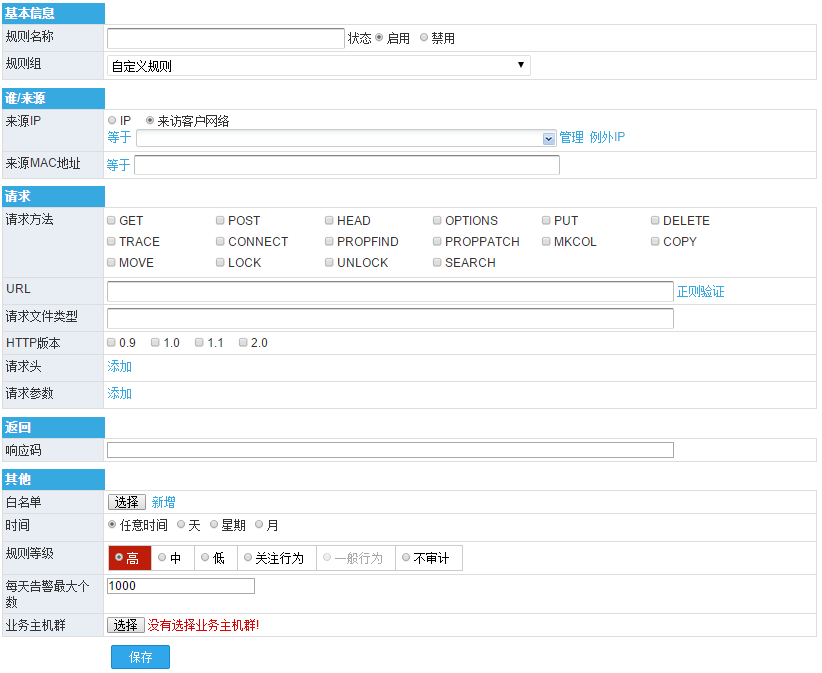 基本信息
规则名称 状态 启用 禁用
规则组 自定义规则
谁/来源
来源IP IP 来访客户网络
等于 管理 例外IP
来源MAC地址 等于
请求
请求方法 GET POST HEAD OPTIONS PUT DELETE
TRACE CONNECT PROPFIND PROPPATCH MKCOL COPY
MOVE LOCK UNLOCK SEARCH
URL 正则验证
请求文件类型
HTTP版本 0.9 1.0 1.1 2.0
请求头 添加
请求参数 添加
返回
响应码
其他
白名单 选择 新增
时间 任意时间 天 星期 月
规则等级 高 中 低 关注行为 一般行为 不审计
每天告警最大个 1000
数
业务主机群 选择 没有选择业务主机群!
保存